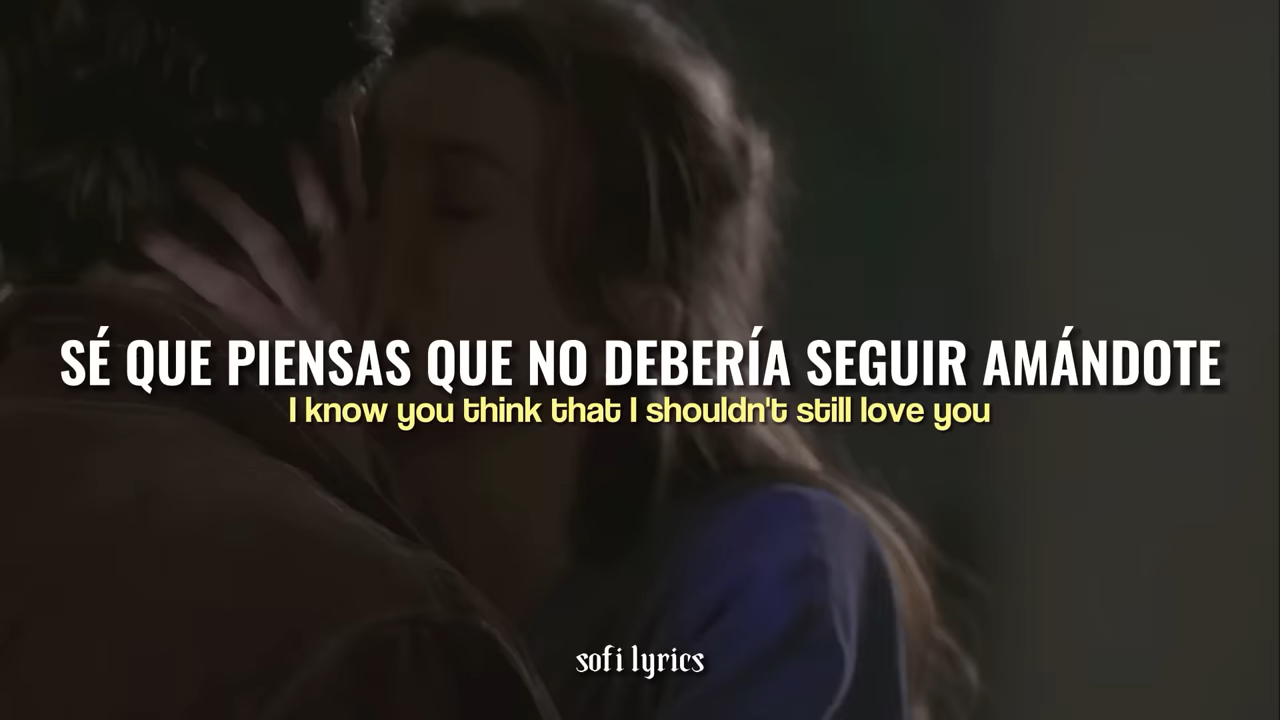 SÉ QUE PIENSAS QUE NO DEBERÍA SEGUIR AMÁNDOTE
I know you think that I shouldn't still love you
sofi lyrics